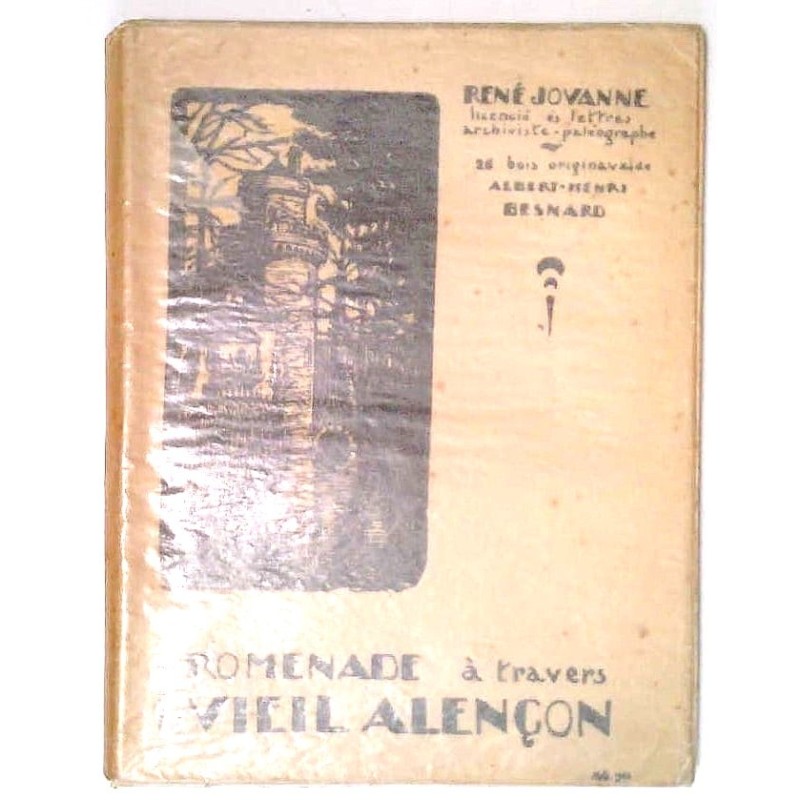 RENÉ JOVANNE
licencié ès lettres
archiviste-paléographe
26 bois originaux de
ALBERT-HENRI
BESNARD
ROMENADE à travers
VIEIL ALENÇON